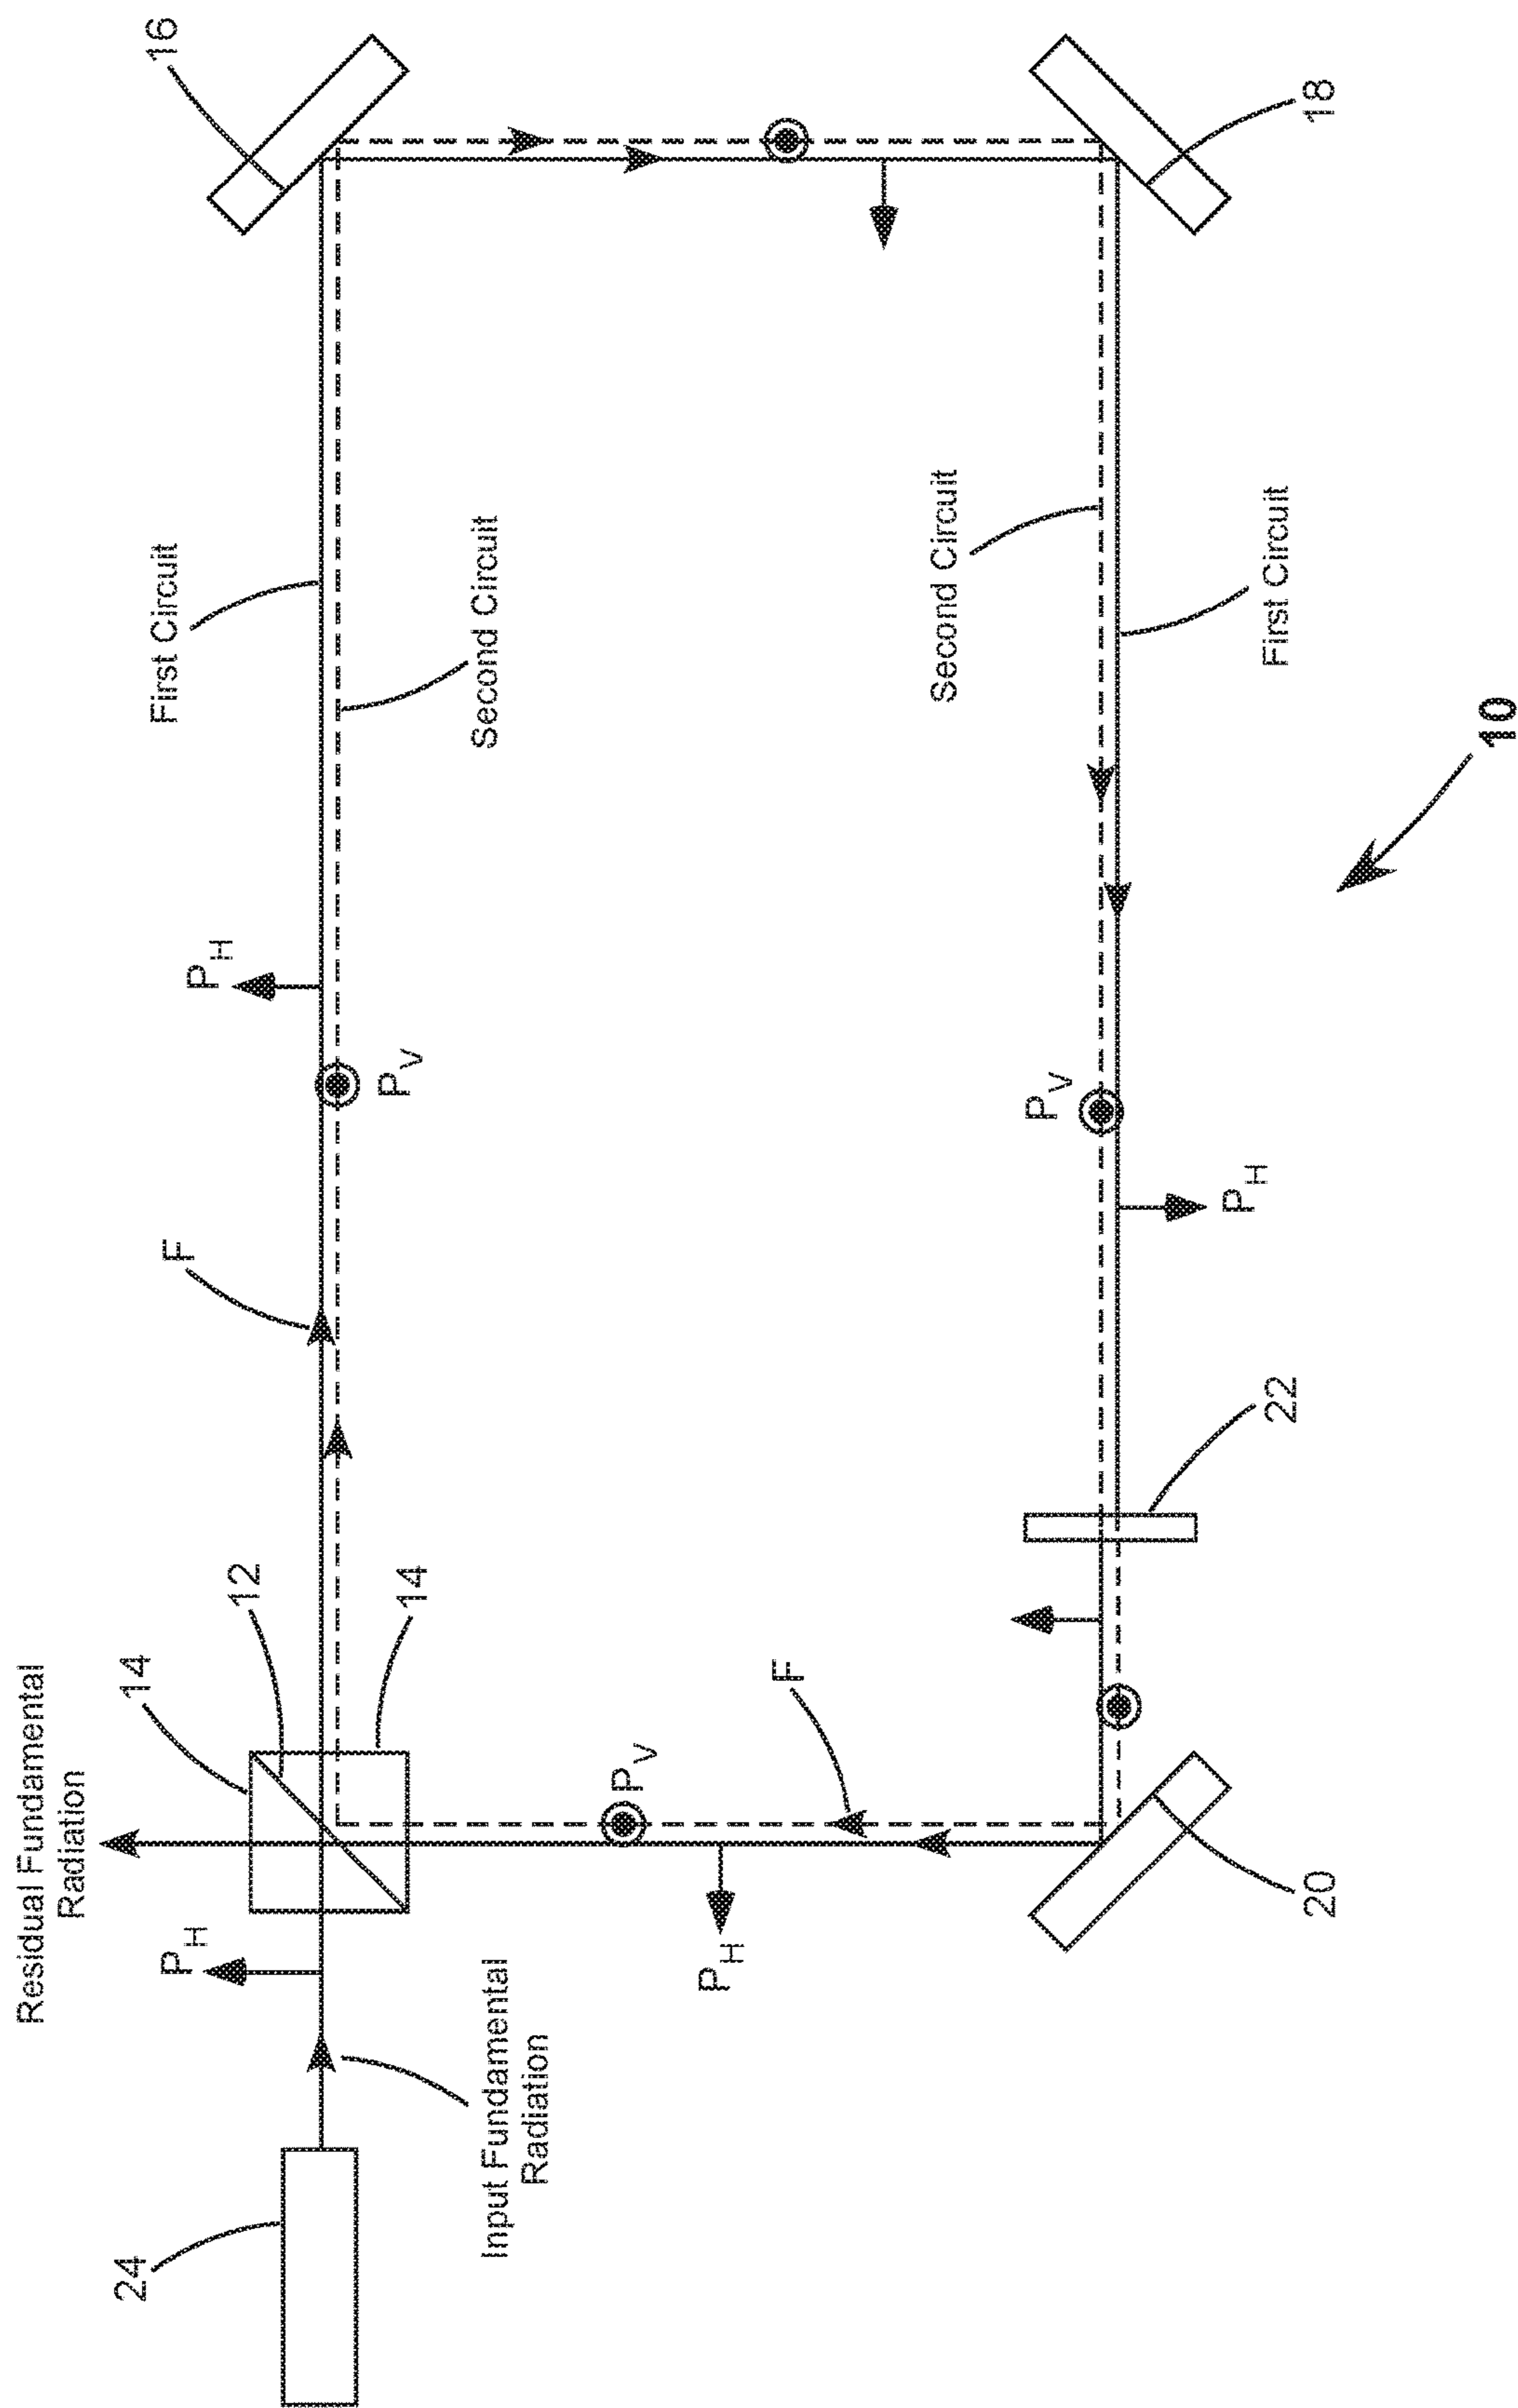 Residual Fundamental
Radiation
24
14
16
First Circuit
F
P_H
P_H
12
P_V
14
Second Circuit
Input Fundamental
Radiation
P_V
P_H
F
Second Circuit
P_V
P_H
First Circuit
22
20
18
10